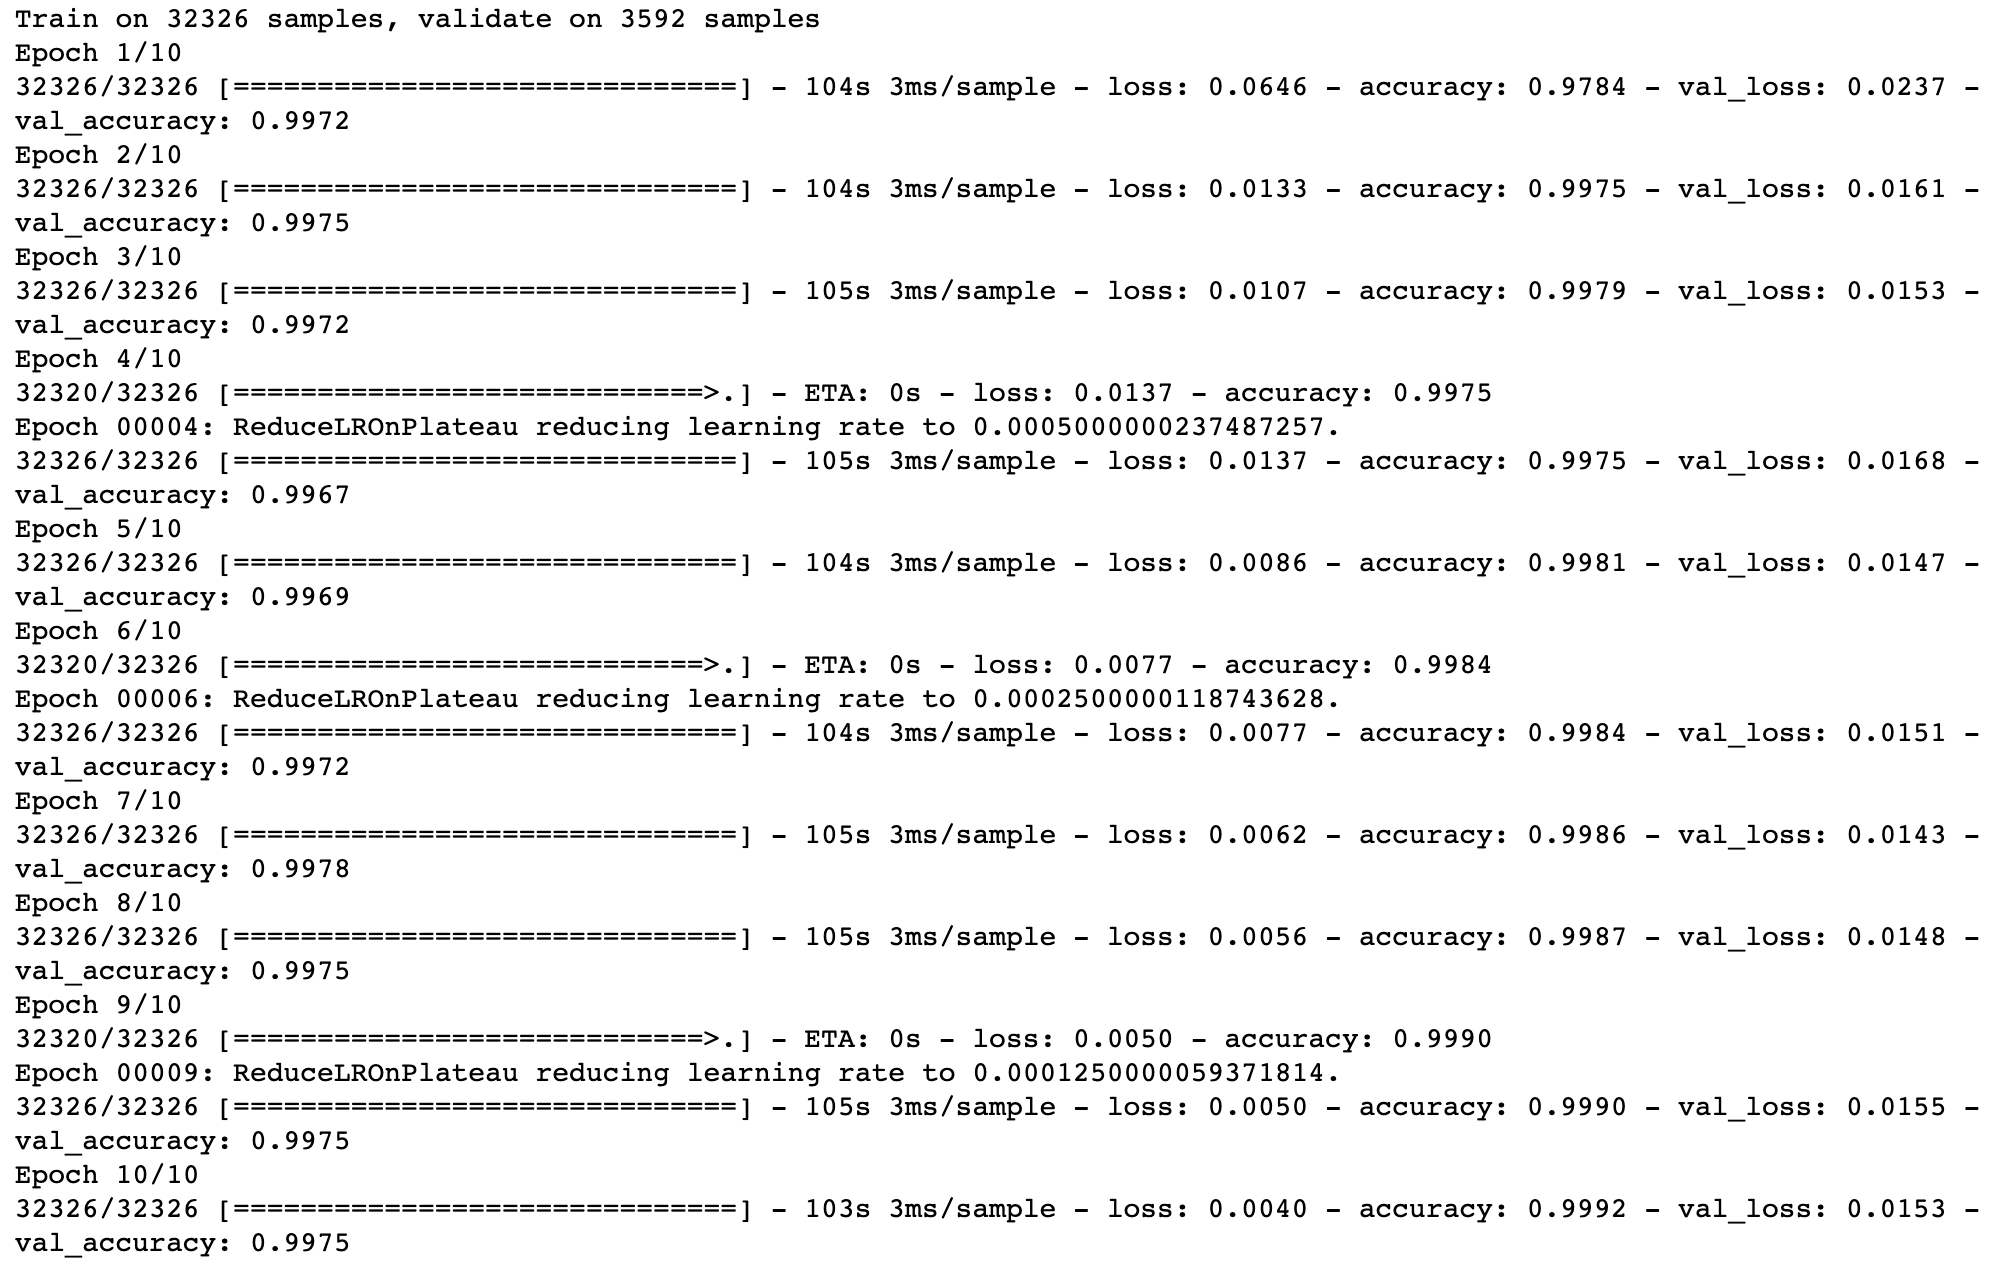 Train on 32326 samples, validate on 3592 samples
Epoch 1/10
32326/32326 [==============================] - 104s 3ms/sample - loss: 0.0646 - accuracy: 0.9784 - val_loss: 0.0237 -
val_accuracy: 0.9972
Epoch 2/10
32326/32326 [==============================] - 104s 3ms/sample - loss: 0.0133 - accuracy: 0.9975 - val_loss: 0.0161 -
val_accuracy: 0.9975
Epoch 3/10
32326/32326 [==============================] - 105s 3ms/sample - loss: 0.0107 - accuracy: 0.9979 - val_loss: 0.0153 -
val_accuracy: 0.9972
Epoch 4/10
32320/32326 [============================>.] - ETA: 0s - loss: 0.0137 - accuracy: 0.9975
Epoch 00004: ReduceLROnPlateau reducing learning rate to 0.0005000000237487257.
32326/32326 [==============================] - 105s 3ms/sample - loss: 0.0137 - accuracy: 0.9975 - val_loss: 0.0168 -
val_accuracy: 0.9967
Epoch 5/10
32326/32326 [==============================] - 104s 3ms/sample - loss: 0.0086 - accuracy: 0.9981 - val_loss: 0.0147 -
val_accuracy: 0.9969
Epoch 6/10
32320/32326 [============================>.] - ETA: 0s - loss: 0.0077 - accuracy: 0.9984
Epoch 00006: ReduceLROnPlateau reducing learning rate to 0.0002500000118743628.
32326/32326 [==============================] - 104s 3ms/sample - loss: 0.0077 - accuracy: 0.9984 - val_loss: 0.0151 -
val_accuracy: 0.9972
Epoch 7/10
32326/32326 [==============================] - 105s 3ms/sample - loss: 0.0062 - accuracy: 0.9986 - val_loss: 0.0143 -
val_accuracy: 0.9978
Epoch 8/10
32326/32326 [==============================] - 105s 3ms/sample - loss: 0.0056 - accuracy: 0.9987 - val_loss: 0.0148 -
val_accuracy: 0.9975
Epoch 9/10
32320/32326 [============================>.] - ETA: 0s - loss: 0.0050 - accuracy: 0.9990
Epoch 00009: ReduceLROnPlateau reducing learning rate to 0.0001250000059371814.
32326/32326 [==============================] - 105s 3ms/sample - loss: 0.0050 - accuracy: 0.9990 - val_loss: 0.0155 -
val_accuracy: 0.9975
Epoch 10/10
32326/32326 [==============================] - 103s 3ms/sample - loss: 0.0040 - accuracy: 0.9992 - val_loss: 0.0153 -
val_accuracy: 0.9975